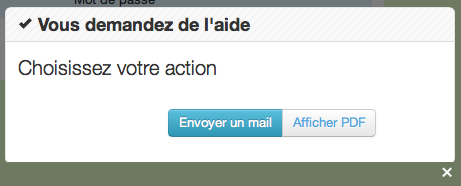 Mot de passe
Vous demandez de l'aide
Choisissez votre action
Envoyer un mail Afficher PDF